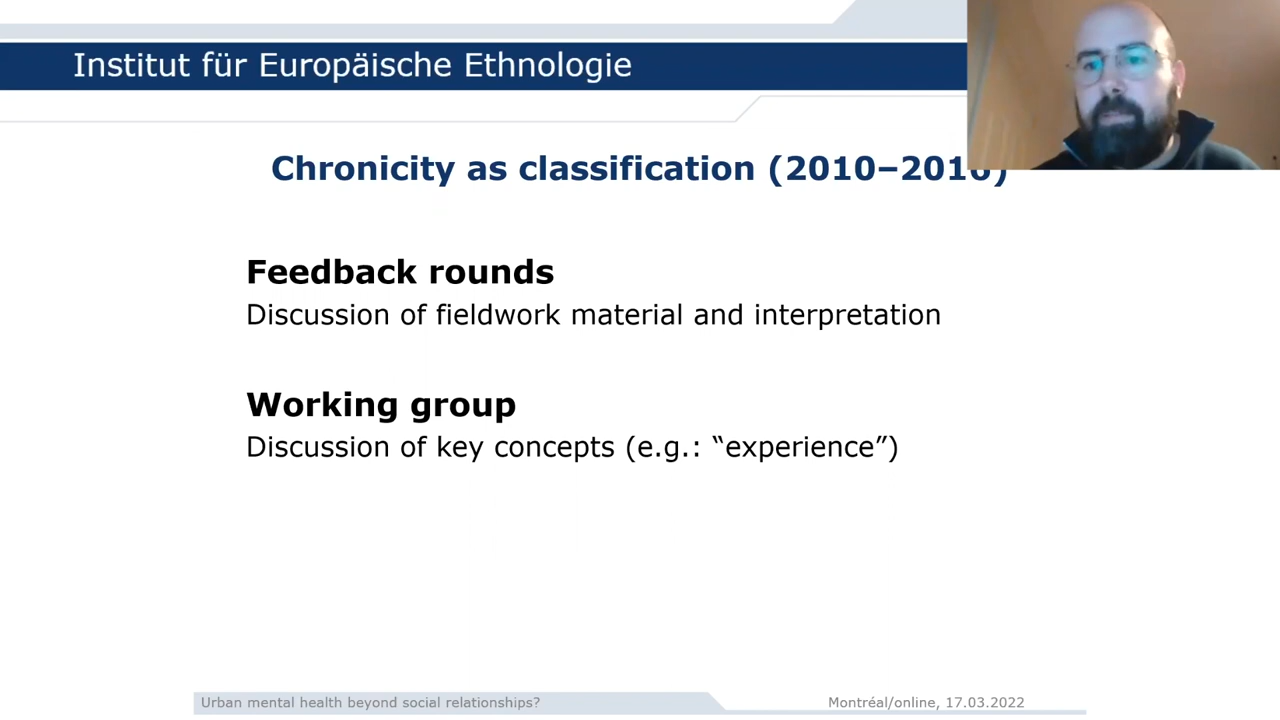 Institut für Europäische Ethnologie
Chronicity as classification (2010–2016)
Feedback rounds
Discussion of fieldwork material and interpretation
Working group
Discussion of key concepts (e.g.: “experience”)
Urban mental health beyond social relationships?
Montréal/online, 17.03.2022